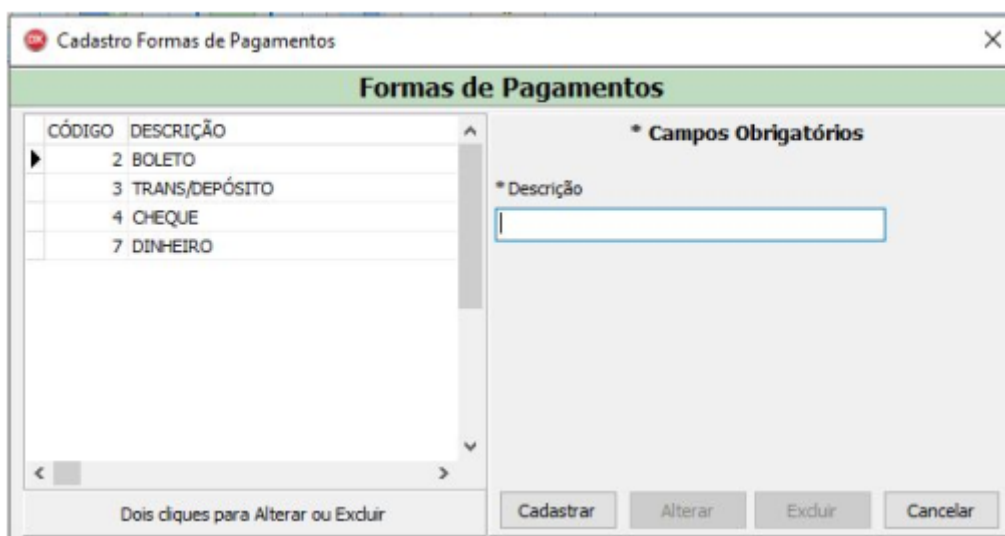 Cadastro Formas de Pagamentos
Formas de Pagamentos
CÓDIGO DESCRIÇÃO
2 BOLETO
3 TRANS/DEPÓSITO
4 CHEQUE
7 DINHEIRO
Dois cliques para Alterar ou Excluir
* Campos Obrigatórios
* Descrição
Cadastrar Alterar Excluir Cancelar